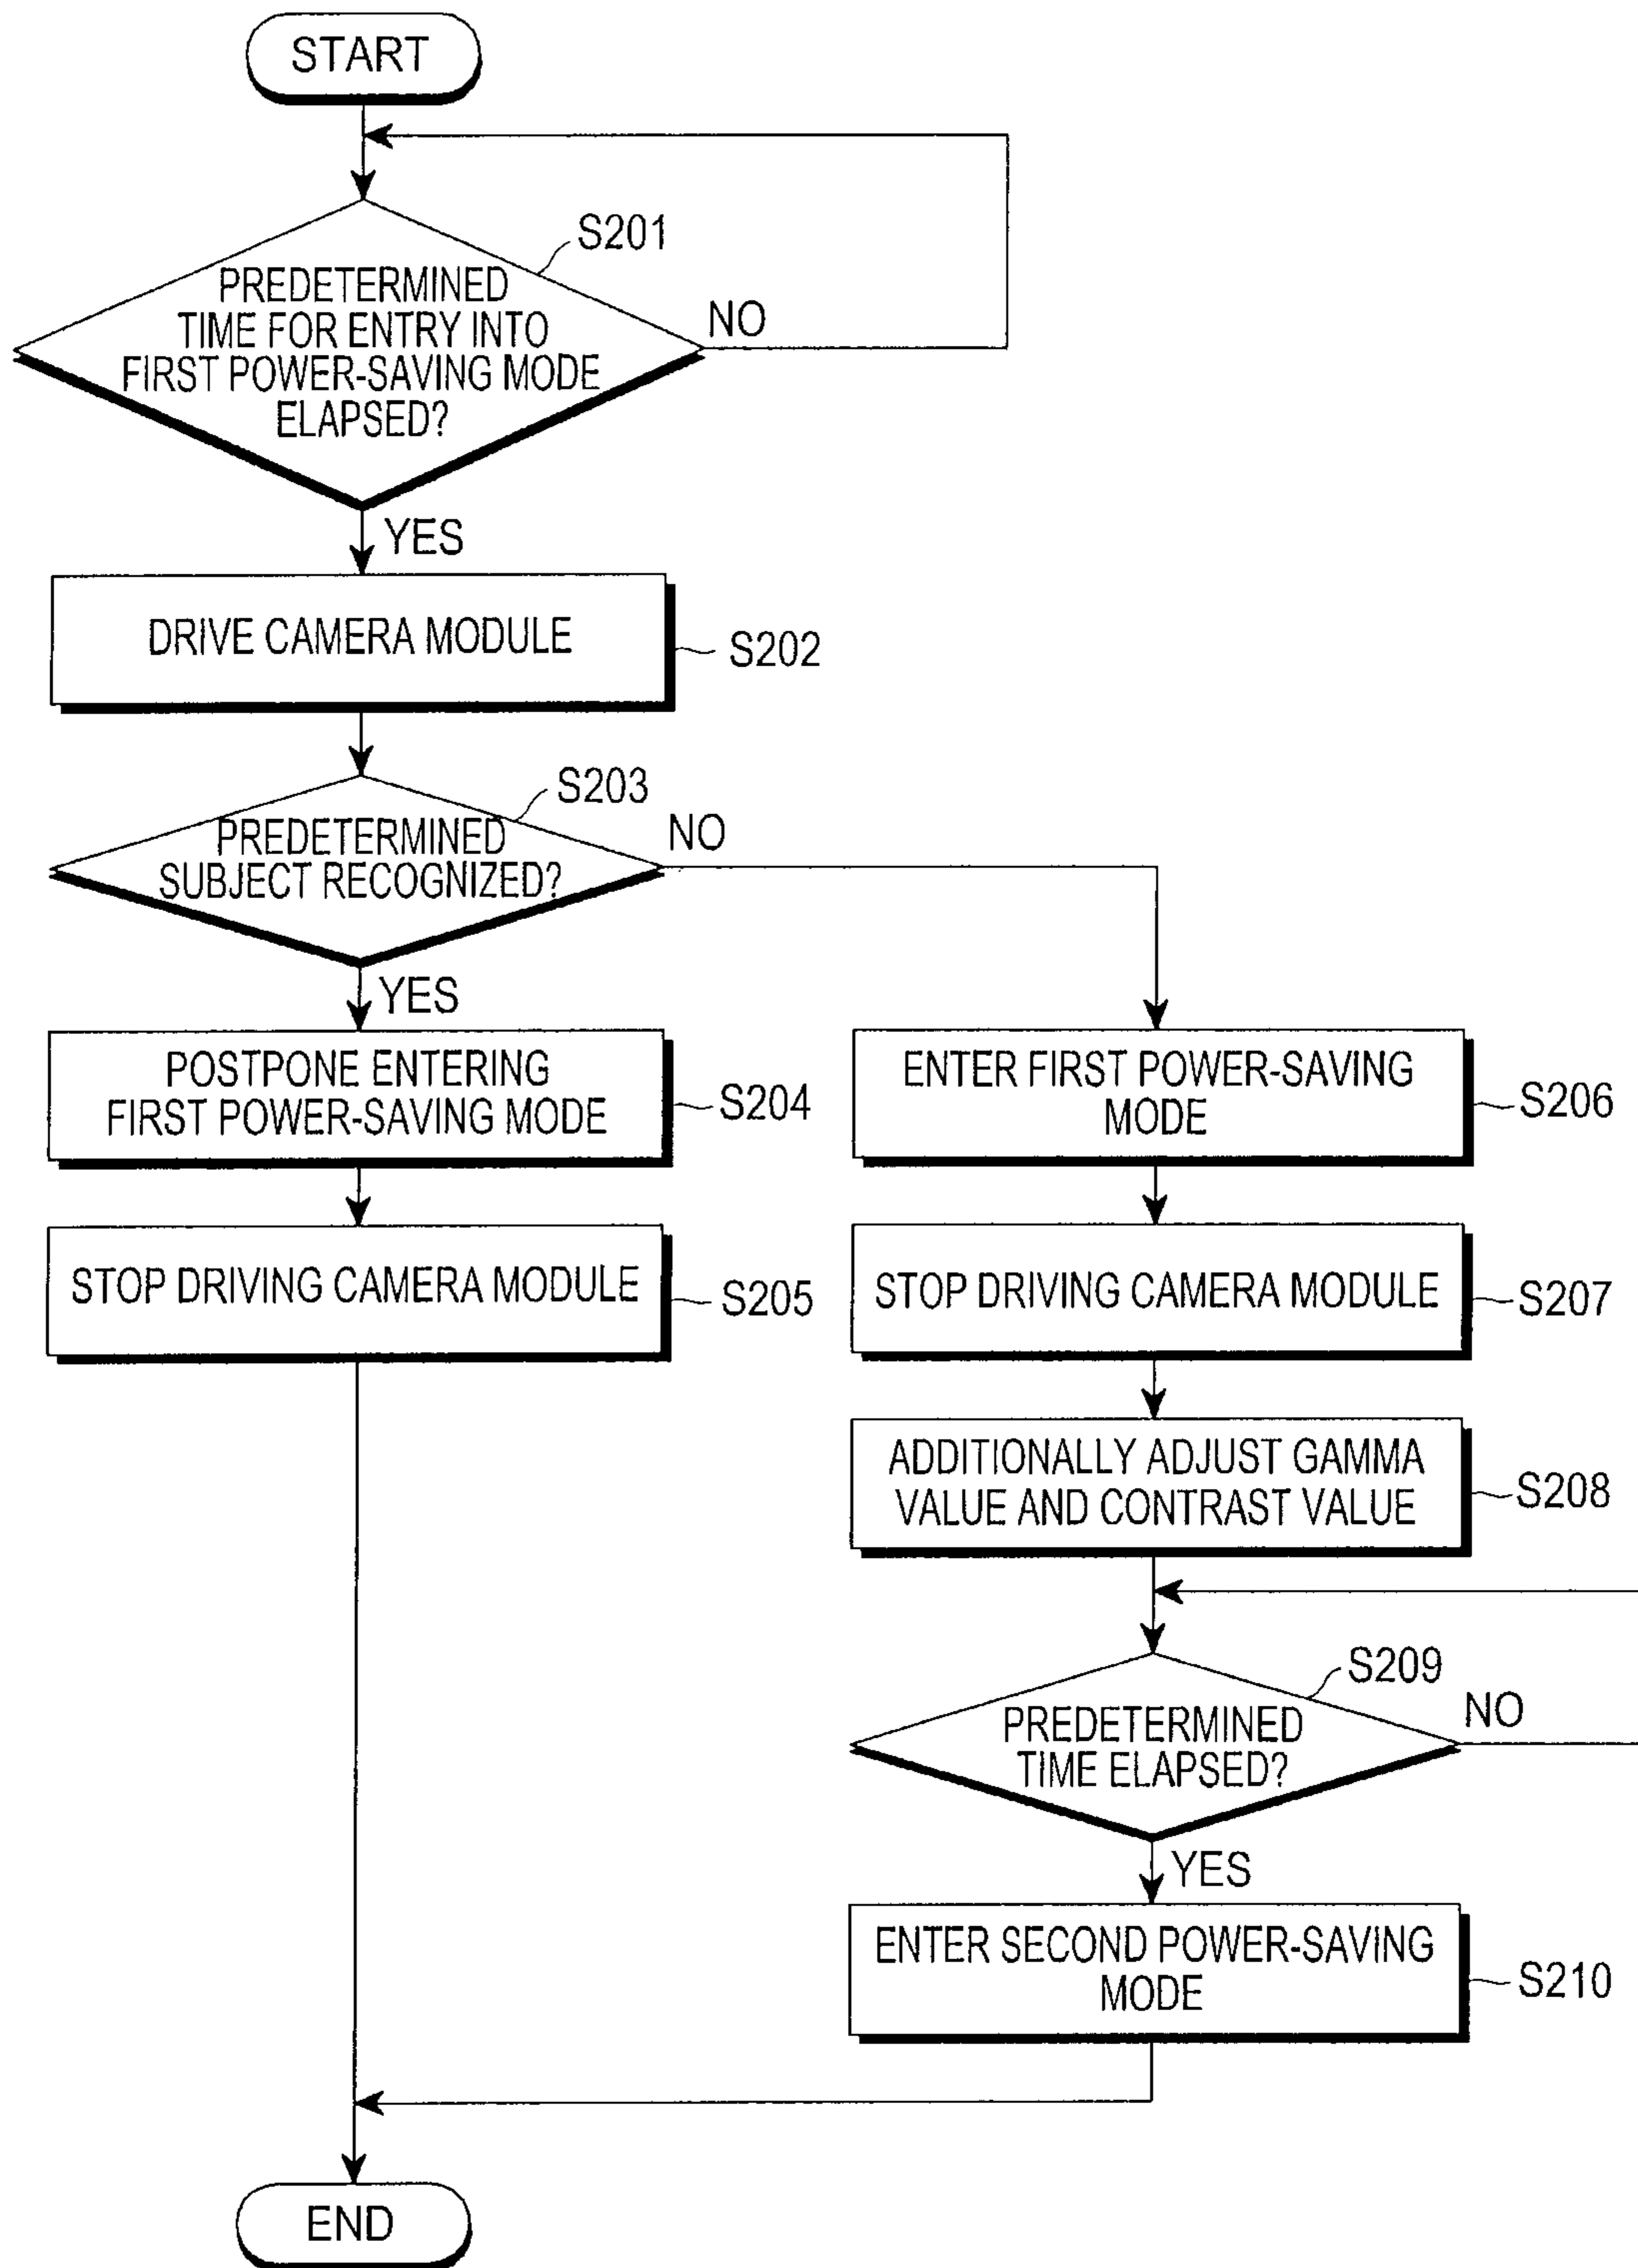 START
S201
PREDETERMINED
TIME FOR ENTRY INTO
FIRST POWER-SAVING MODE
ELAPSED?
NO
YES
DRIVE CAMERA MODULE
S202
S203
PREDETERMINED
SUBJECT RECOGNIZED?
NO
YES
POSTPONE ENTERING
FIRST POWER-SAVING MODE
S204
STOP DRIVING CAMERA MODULE
S205
ENTER FIRST POWER-SAVING
MODE
S206
STOP DRIVING CAMERA MODULE
S207
ADDITIONALLY ADJUST GAMMA
VALUE AND CONTRAST VALUE
S208
S209
PREDETERMINED
TIME ELAPSED?
NO
YES
ENTER SECOND POWER-SAVING
MODE
S210
END